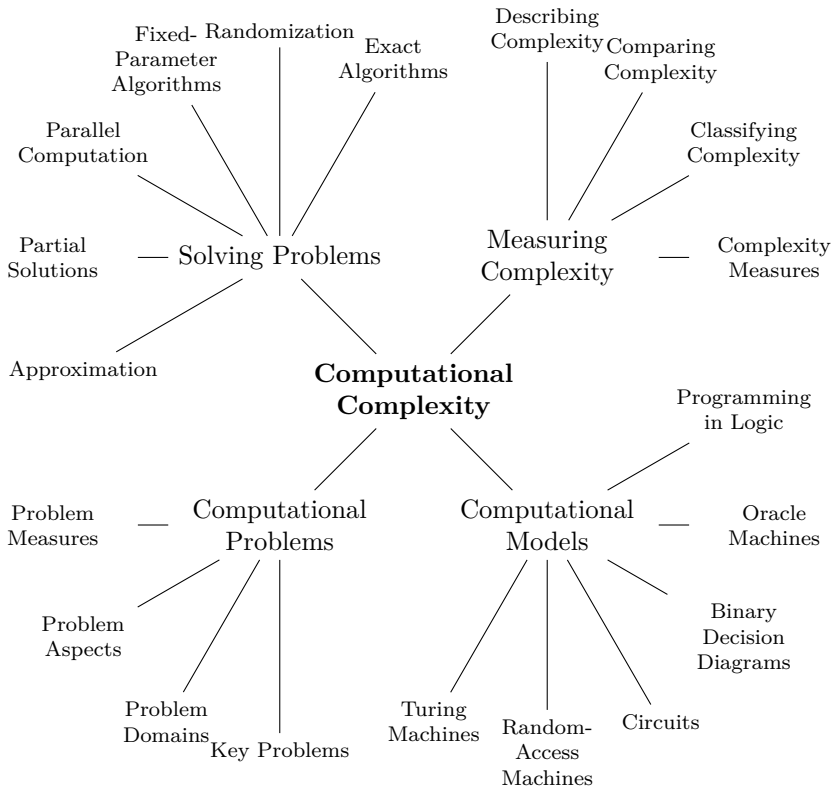 Describing
Complexity
Fixed-
Parameter
Algorithms
Randomization
Exact
Algorithms
Comparing
Complexity
Parallel
Computation
Classifying
Complexity
Partial
Solutions
Solving Problems
Measuring
Complexity
Complexity
Measures
Approximation
Computational
Complexity
Programming
in Logic
Problem
Measures
Computational
Problems
Computational
Models
Oracle
Machines
Problem
Aspects
Binary
Decision
Diagrams
Problem
Domains
Key Problems
Turing
Machines
Random-
Access
Machines
Circuits